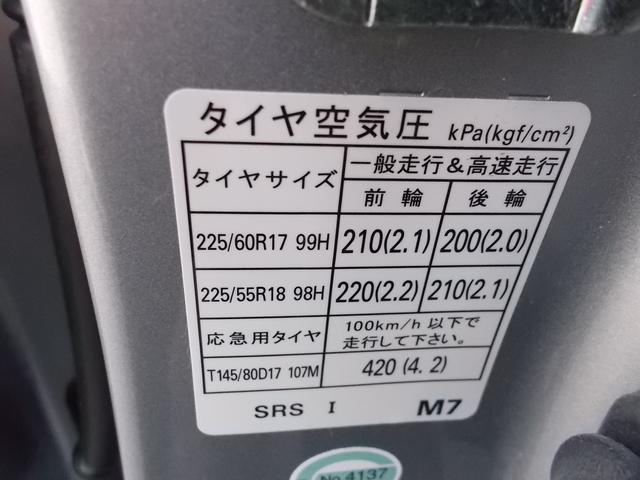 タイヤ空気圧 kPa(kgf/cm²)
タイヤサイズ 一般走行&高速走行
前輪 後輪
225/60R17 99H 210(2.1) 200(2.0)
225/55R18 98H 220(2.2) 210(2.1)
応急用タイヤ 100km/h 以下で
走行して下さい。
T145/80D17 107M 420(4.2)
SRS I M7
No 4137